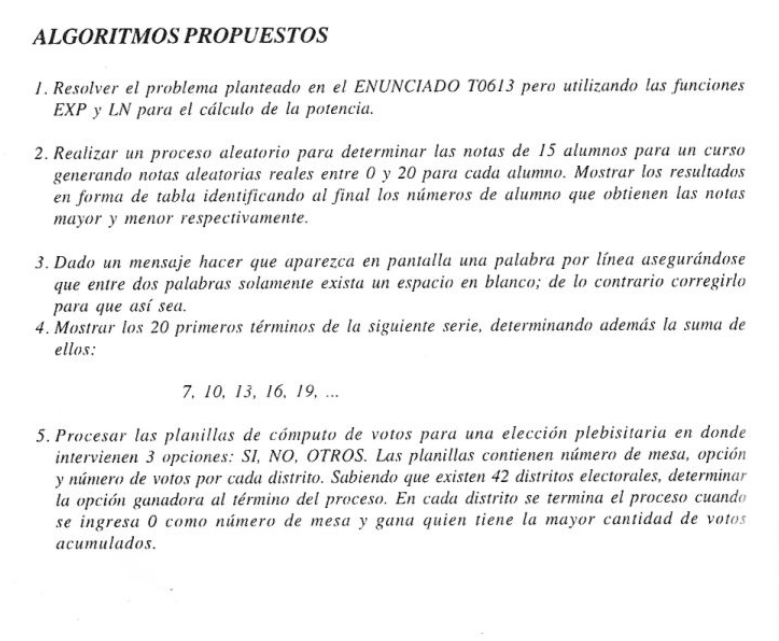 ALGORITMOS PROPUESTOS
1. Resolver el problema planteado en el ENUNCIADO T0613 pero utilizando las funciones
EXP y LN para el cálculo de la potencia.
2. Realizar un proceso aleatorio para determinar las notas de 15 alumnos para un curso
generando notas aleatorias reales entre 0 y 20 para cada alumno. Mostrar los resultados
en forma de tabla identificando al final los números de alumno que obtienen las notas
mayor y menor respectivamente.
3. Dado un mensaje hacer que aparezca en pantalla una palabra por línea asegurándose
que entre dos palabras solamente exista un espacio en blanco; de lo contrario corregirlo
para que así sea.
4. Mostrar los 20 primeros términos de la siguiente serie, determinando además la suma de
ellos:
7, 10, 13, 16, 19, ...
5. Procesar las planillas de cómputo de votos para una elección plebisitaria en donde
intervienen 3 opciones: SI, NO, OTROS. Las planillas contienen número de mesa, opción
y número de votos por cada distrito. Sabiendo que existen 42 distritos electorales, determinar
la opción ganadora al término del proceso. En cada distrito se termina el proceso cuando
se ingresa 0 como número de mesa y gana quien tiene la mayor cantidad de votos
acumulados.